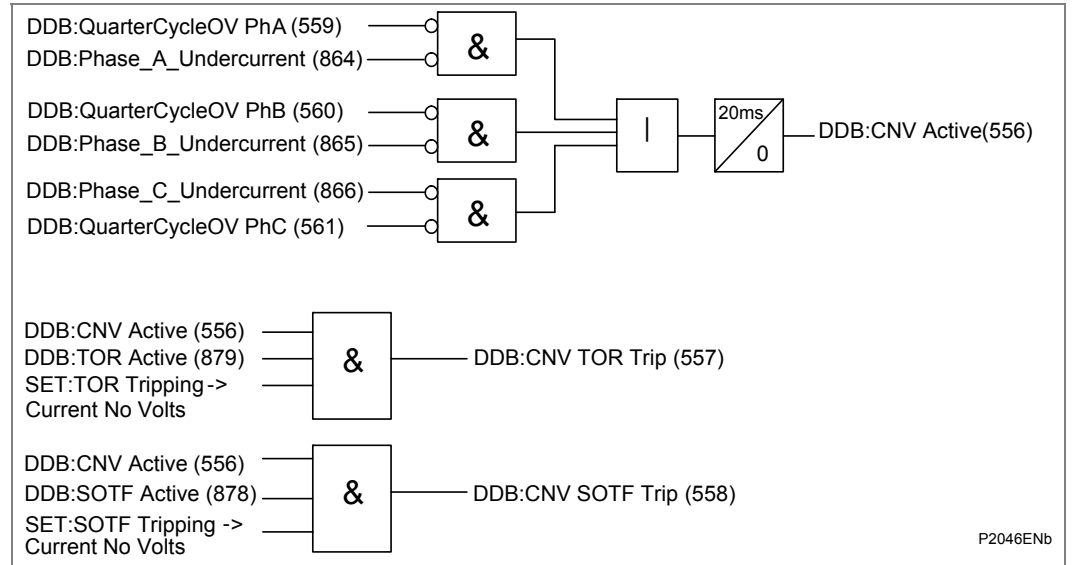 DDB:QuarterCycleOV PhA (559)
DDB:Phase_A_Undercurrent (864)
&
DDB:QuarterCycleOV PhB (560)
DDB:Phase_B_Undercurrent (865)
&
DDB:Phase_C_Undercurrent (866)
DDB:QuarterCycleOV PhC (561)
&
|
20ms
0
DDB:CNV Active(556)
DDB:CNV Active (556)
DDB:TOR Active (879)
SET:TOR Tripping ->
Current No Volts
&
DDB:CNV TOR Trip (557)
DDB:CNV Active (556)
DDB:SOTF Active (878)
SET:SOTF Tripping ->
Current No Volts
&
DDB:CNV SOTF Trip (558)
P2046ENb